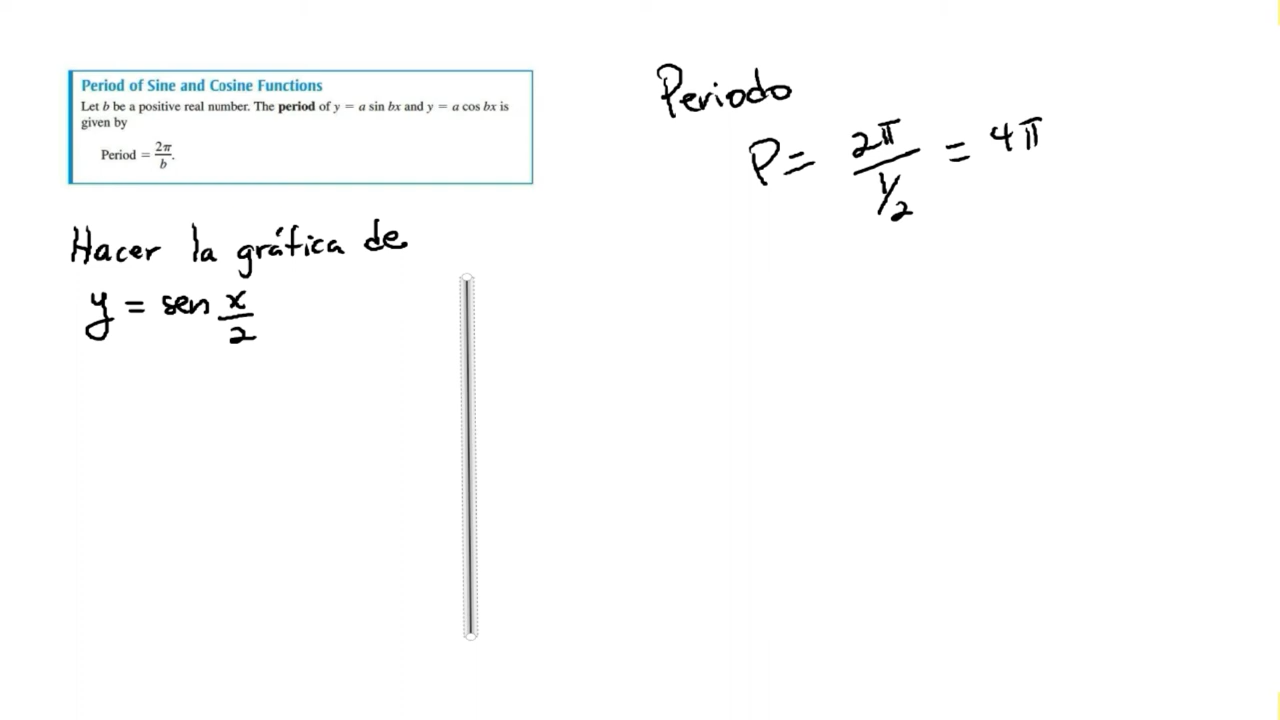 Period of Sine and Cosine Functions
Let b be a positive real number. The period of y = a sin bx and y = a cos bx is
given by
Period = 2π/b.
Hacer la gráfica de
y = sen x/2
Periodo
P = 2π/(1/2) = 4π